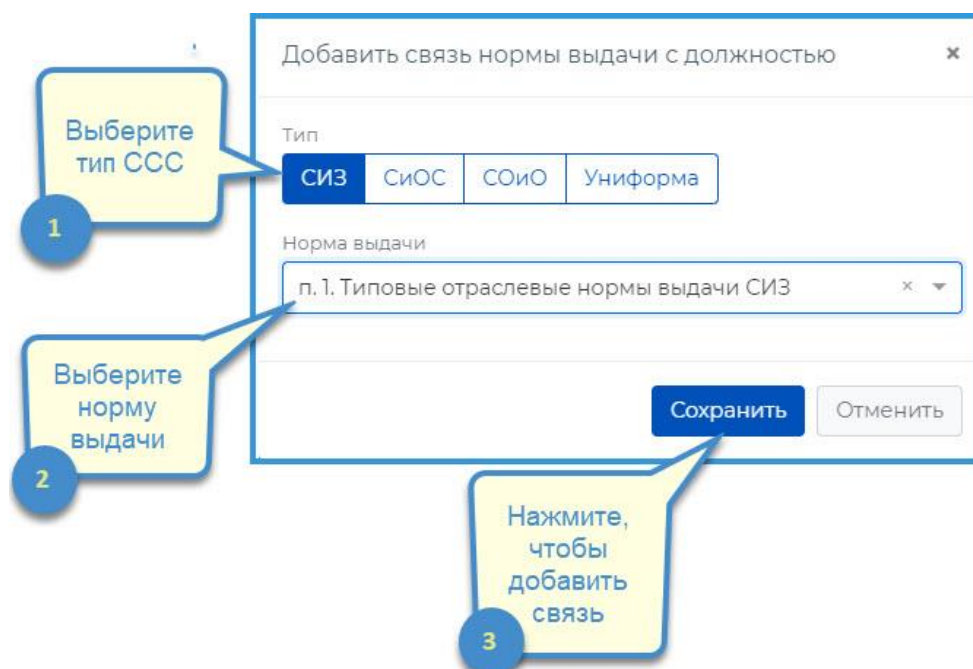 Добавить связь нормы выдачи с должностью ×
Выберите
тип ССС
1
Тип
СИЗ СиОС СОиО Униформа
Норма выдачи
п. 1. Типовые отраслевые нормы выдачи СИЗ × 
Выберите
норму
выдачи
2
Сохранить Отменить
Нажмите,
чтобы
добавить
связь
3